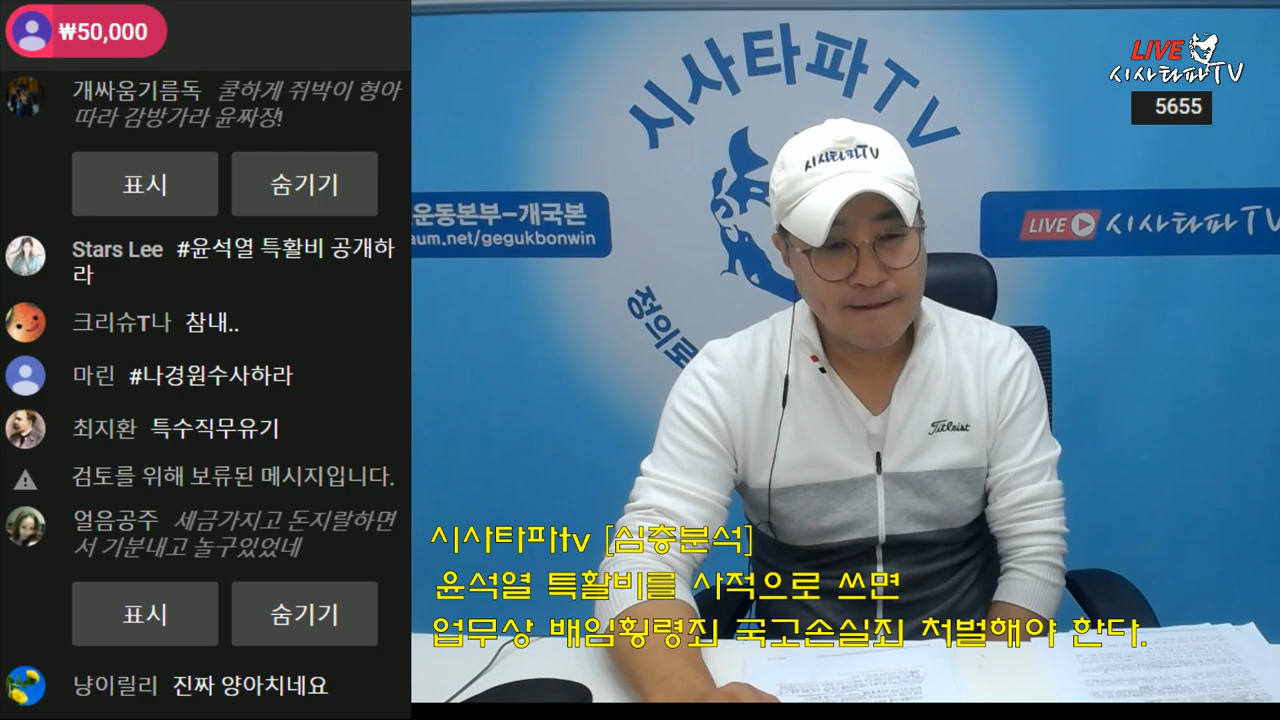 ₩50,000
개싸움기름독 쿨하게 쥐박이 형아
따라 감방가라 윤짜장!
표시
숨기기
Stars Lee #윤석열 특활비 공개하
라
크리슈T나 참내..
마린 #나경원수사하라
최지환 특수직무유기
검토를 위해 보류된 메시지입니다.
얼음공주 세금가지고 돈지랄하면
서 기분내고 놀구있었네
표시
숨기기
냥이릴리 진짜 양아치네요
시사타파TV
LIVE
시사타파TV
5655
시사타파TV
운동본부-개국본
aum.net/gegukbonwin
LIVE 시사타파TV
정의로
Titleist
시사타파tv [심층분석]
윤석열 특활비를 사적으로 쓰면
업무상 배임횡령죄 국고손실죄 처벌해야 한다.